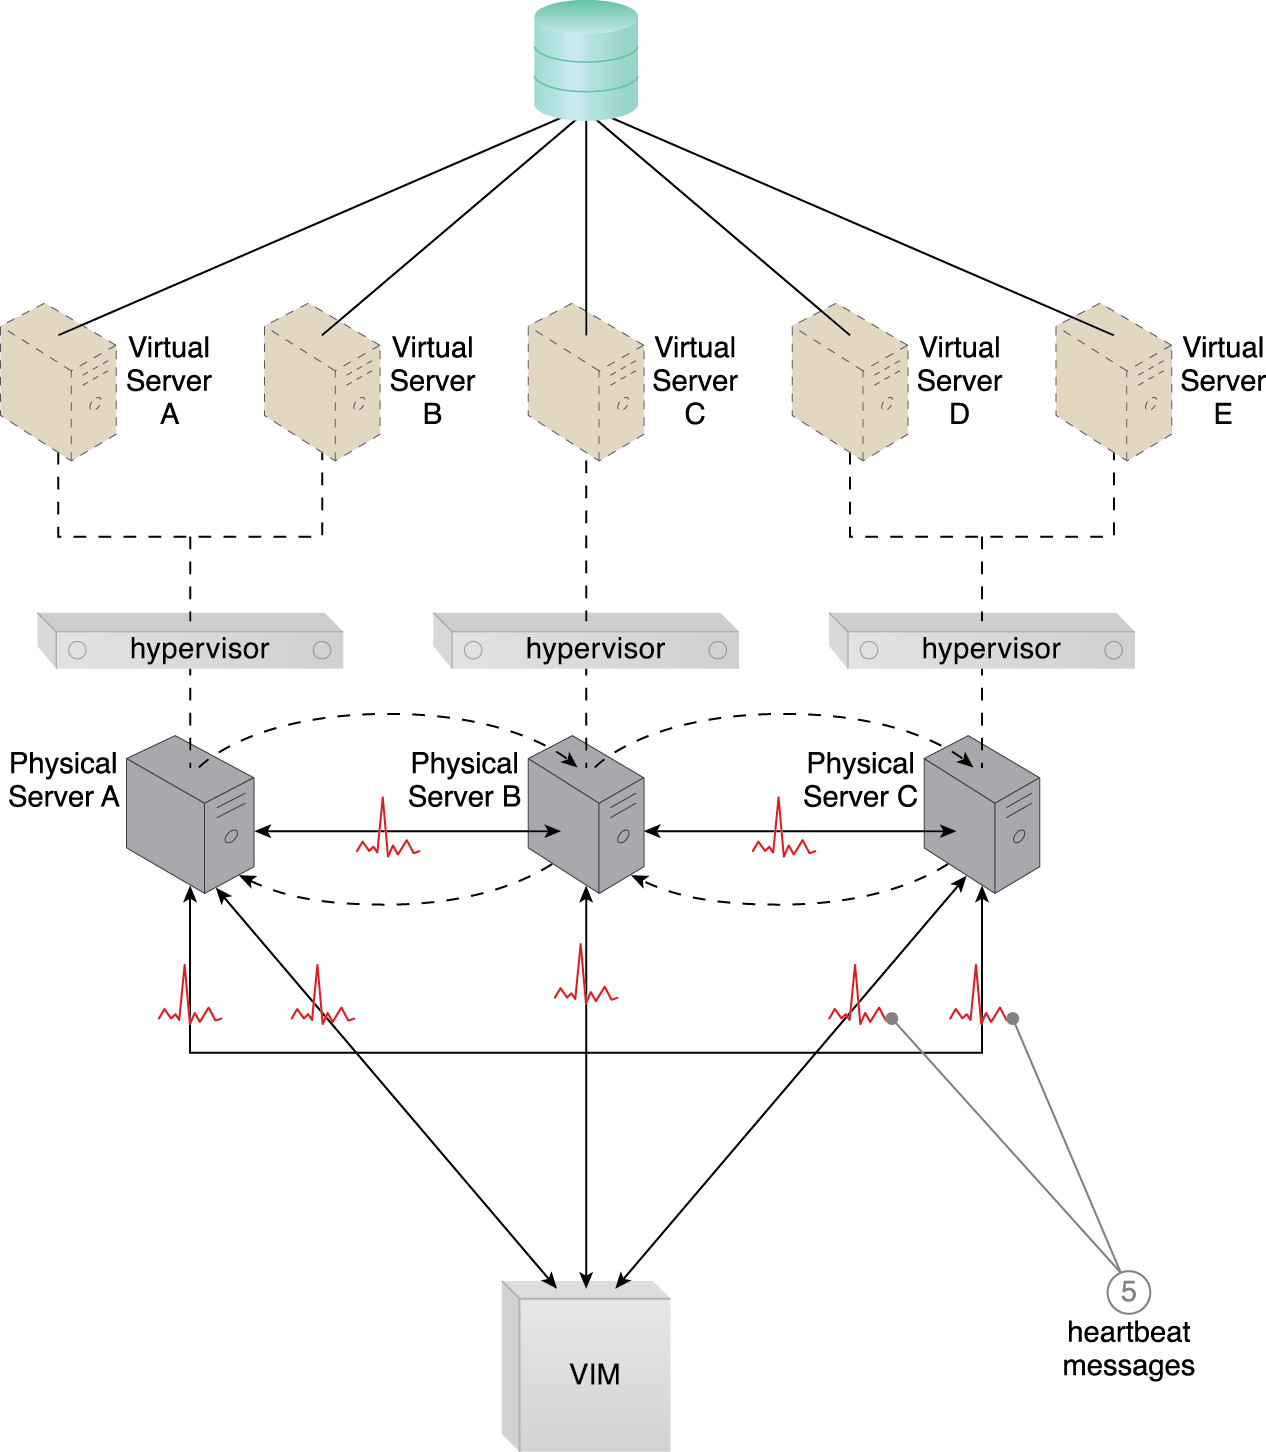 Virtual
Server
A
Virtual
Server
B
Virtual
Server
C
Virtual
Server
D
Virtual
Server
E
hypervisor
hypervisor
hypervisor
Physical
Server A
Physical
Server B
Physical
Server C
5
heartbeat
messages
VIM